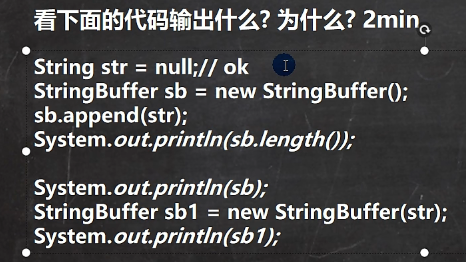 看下面的代码输出什么? 为什么? 2min
String str = null;// ok
StringBuffer sb = new StringBuffer();
sb.append(str);
System.out.println(sb.length());
System.out.println(sb);
StringBuffer sb1 = new StringBuffer(str);
System.out.println(sb1);